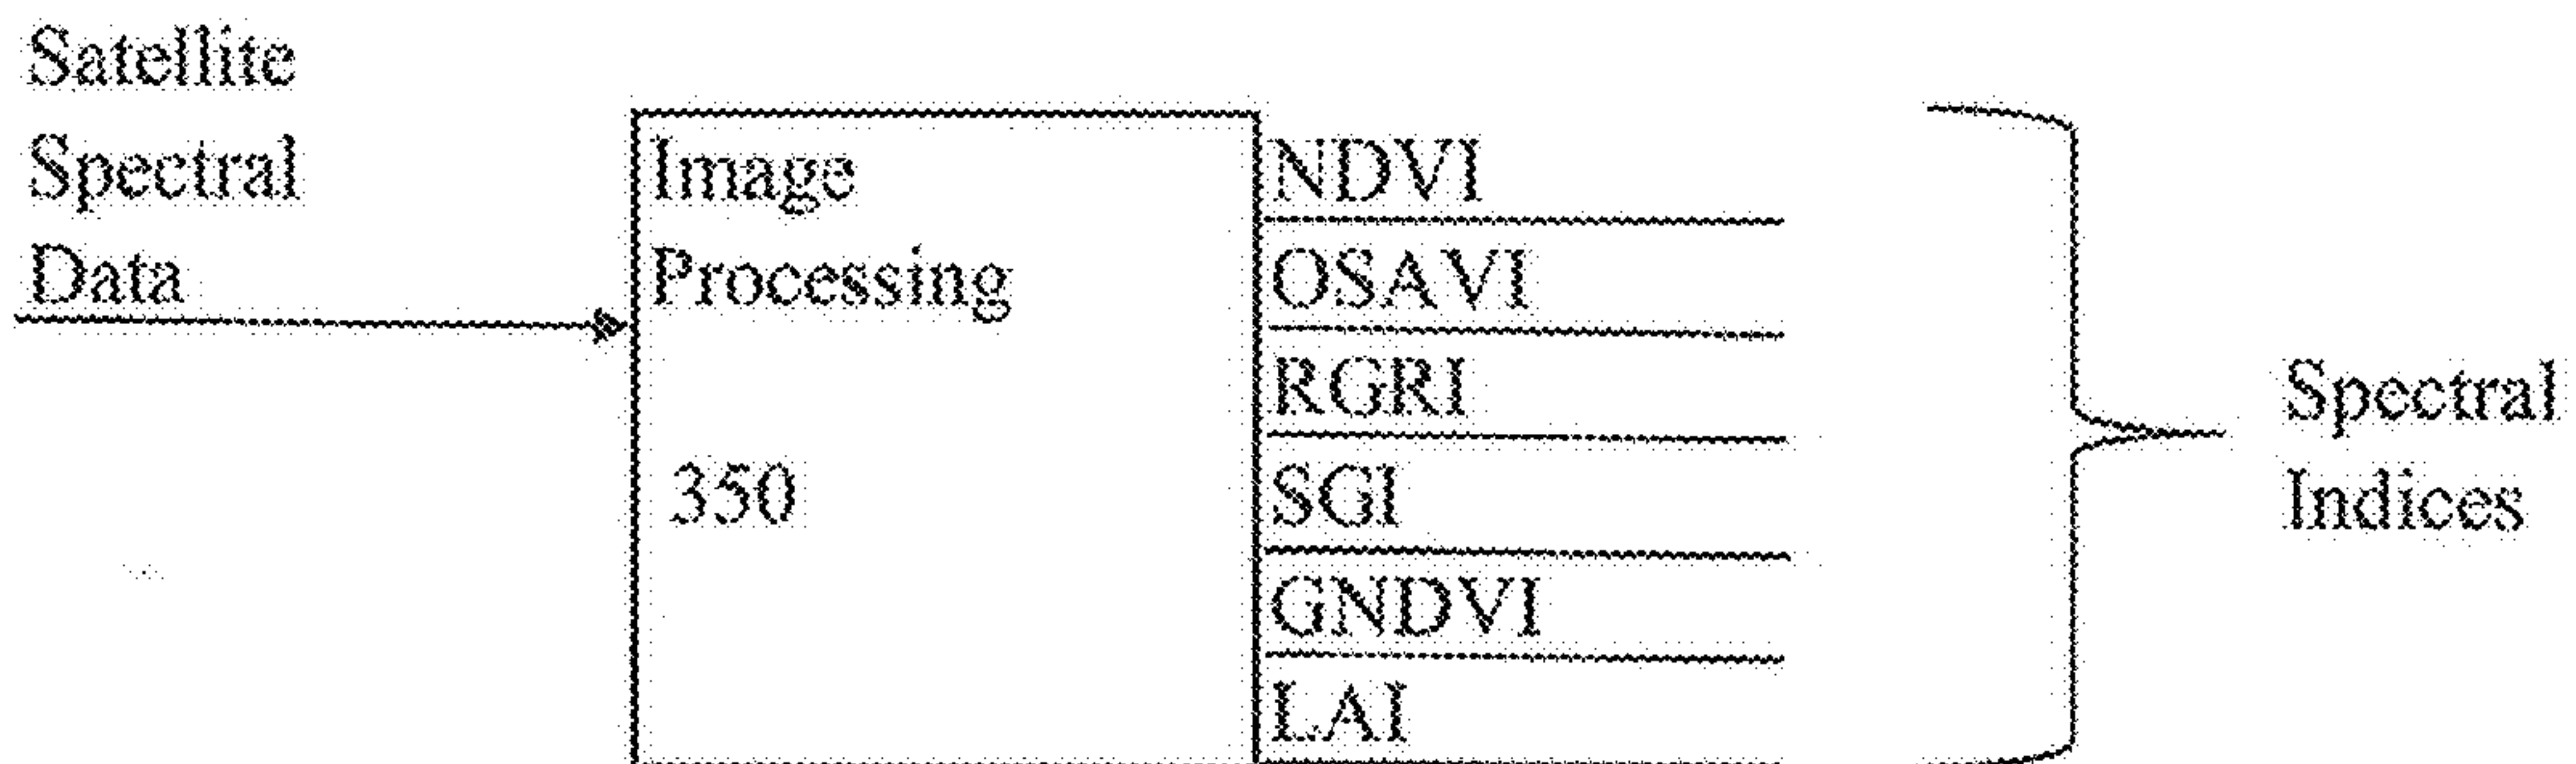 Satellite
Spectral
Data
Image
Processing
350
NDVI
OSAVI
RGRI
SGI
GNDVI
LAI
Spectral
Indices